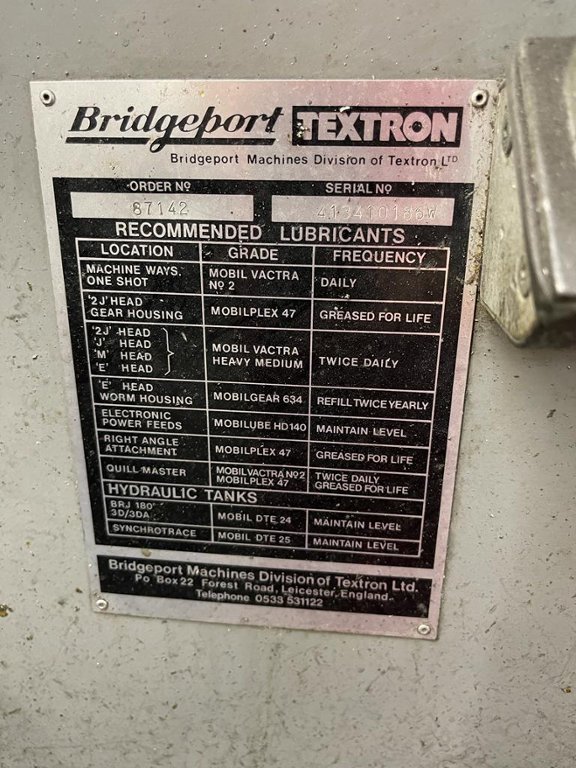 Bridgeport TEXTRON
Bridgeport Machines Division of Textron LTD
ORDER No SERIAL No
87142 413410186W
RECOMMENDED LUBRICANTS
LOCATION GRADE FREQUENCY
MACHINE WAYS. ONE SHOT MOBIL VACTRA No 2 DAILY
'2J' HEAD GEAR HOUSING MOBILPLEX 47 GREASED FOR LIFE
'2J' HEAD
'J' HEAD
'M' HEAD
'E' HEAD
MOBIL VACTRA HEAVY MEDIUM TWICE DAILY
'E' HEAD WORM HOUSING MOBILGEAR 634 REFILL TWICE YEARLY
ELECTRONIC POWER FEEDS MOBILUBE HD140 MAINTAIN LEVEL
RIGHT ANGLE ATTACHMENT MOBILPLEX 47 GREASED FOR LIFE
QUILL MASTER MOBILVACTRA No2 MOBILPLEX 47 TWICE DAILY GREASED FOR LIFE
HYDRAULIC TANKS
BRJ 180' 3D/3DA MOBIL DTE 24 MAINTAIN LEVEL
SYNCHROTRACE MOBIL DTE 25 MAINTAIN LEVEL
Bridgeport Machines Division of Textron Ltd.
Po Box 22 Forest Road, Leicester, England.
Telephone 0533 531122